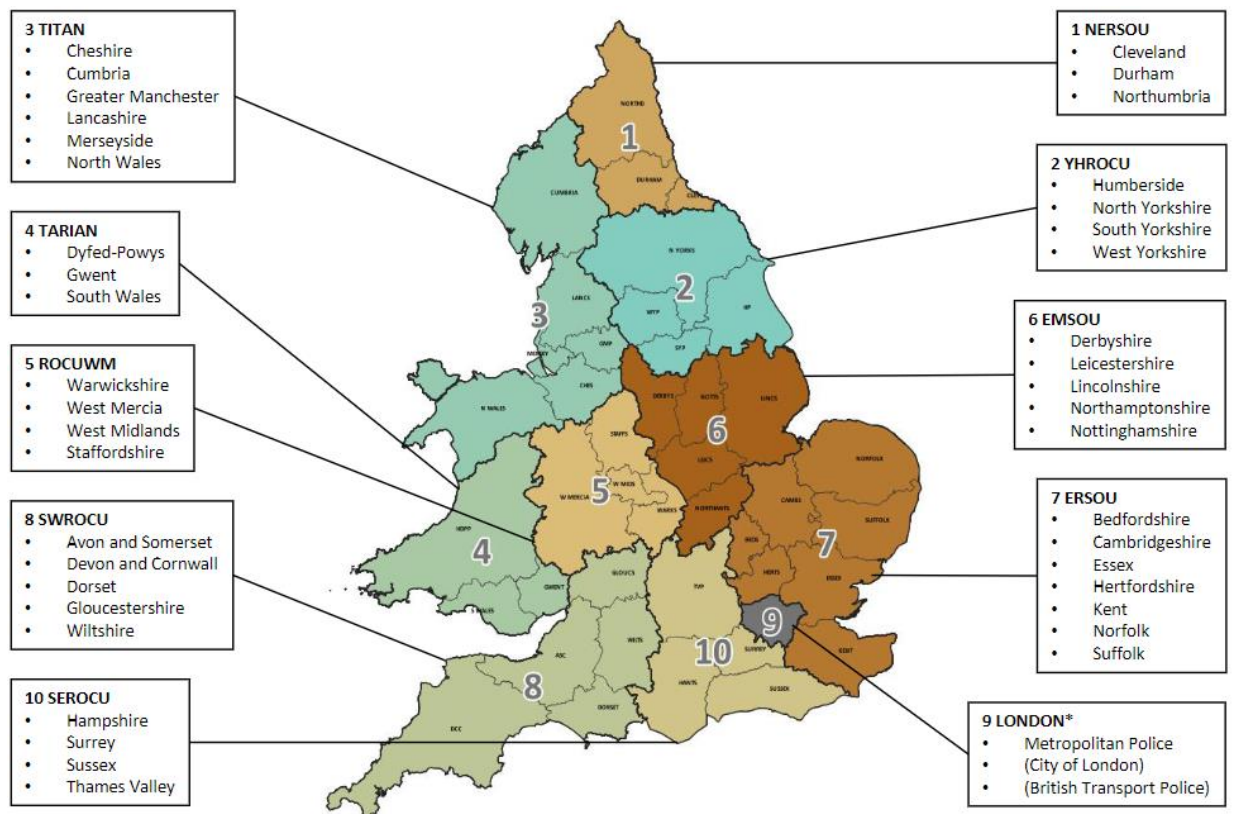 3 TITAN
• Cheshire
• Cumbria
• Greater Manchester
• Lancashire
• Merseyside
• North Wales
4 TARIAN
• Dyfed-Powys
• Gwent
• South Wales
5 ROCUWM
• Warwickshire
• West Mercia
• West Midlands
• Staffordshire
8 SWROCU
• Avon and Somerset
• Devon and Cornwall
• Dorset
• Gloucestershire
• Wiltshire
10 SEROCU
• Hampshire
• Surrey
• Sussex
• Thames Valley
NORTHD
1
DURHAM
CUMBRIA
N YORKS
2
WYP
HP
SYP
LANCS
3
GMP
MERSEY
CHES
N WALES
DERBYS
NOTTS
LINCS
6
LEICS
NORTHANTS
STAFFS
W MIDS
W MERCIA
5
WARKS
NORFOLK
CAMBS
SUFFOLK
7
BEDS
HERTS
ESSEX
4
GWENT
S WALES
GLOUCS
TVP
9
KENT
A&C
WILTS
10
SURREY
8
HANTS
SUSSEX
DORSET
DCC
1 NERSOU
• Cleveland
• Durham
• Northumbria
2 YHROCU
• Humberside
• North Yorkshire
• South Yorkshire
• West Yorkshire
6 EMSOU
• Derbyshire
• Leicestershire
• Lincolnshire
• Northamptonshire
• Nottinghamshire
7 ERSOU
• Bedfordshire
• Cambridgeshire
• Essex
• Hertfordshire
• Kent
• Norfolk
• Suffolk
9 LONDON*
• Metropolitan Police
• (City of London)
• (British Transport Police)